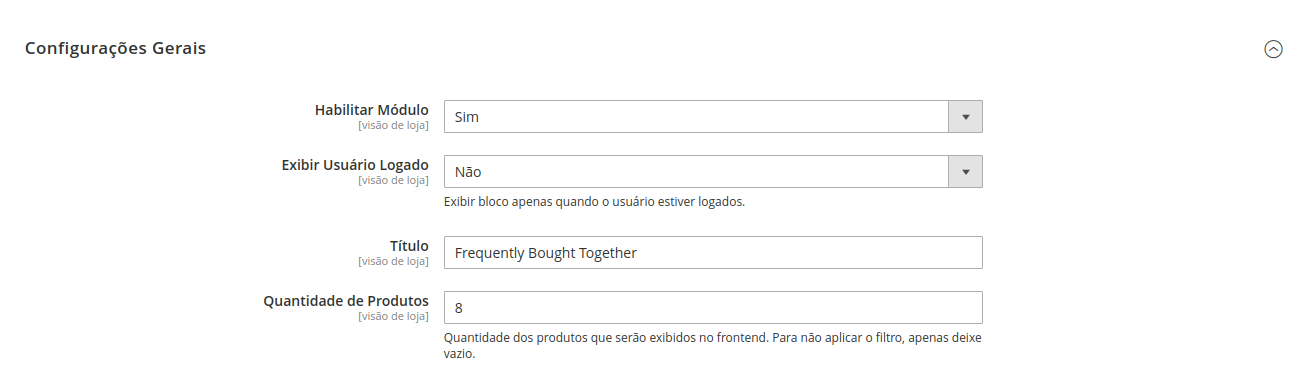 Configurações Gerais
Habilitar Módulo
[visão de loja]
Sim
Exibir Usuário Logado
[visão de loja]
Não
Exibir bloco apenas quando o usuário estiver logados.
Título
[visão de loja]
Frequently Bought Together
Quantidade de Produtos
[visão de loja]
8
Quantidade dos produtos que serão exibidos no frontend. Para não aplicar o filtro, apenas deixe
vazio.